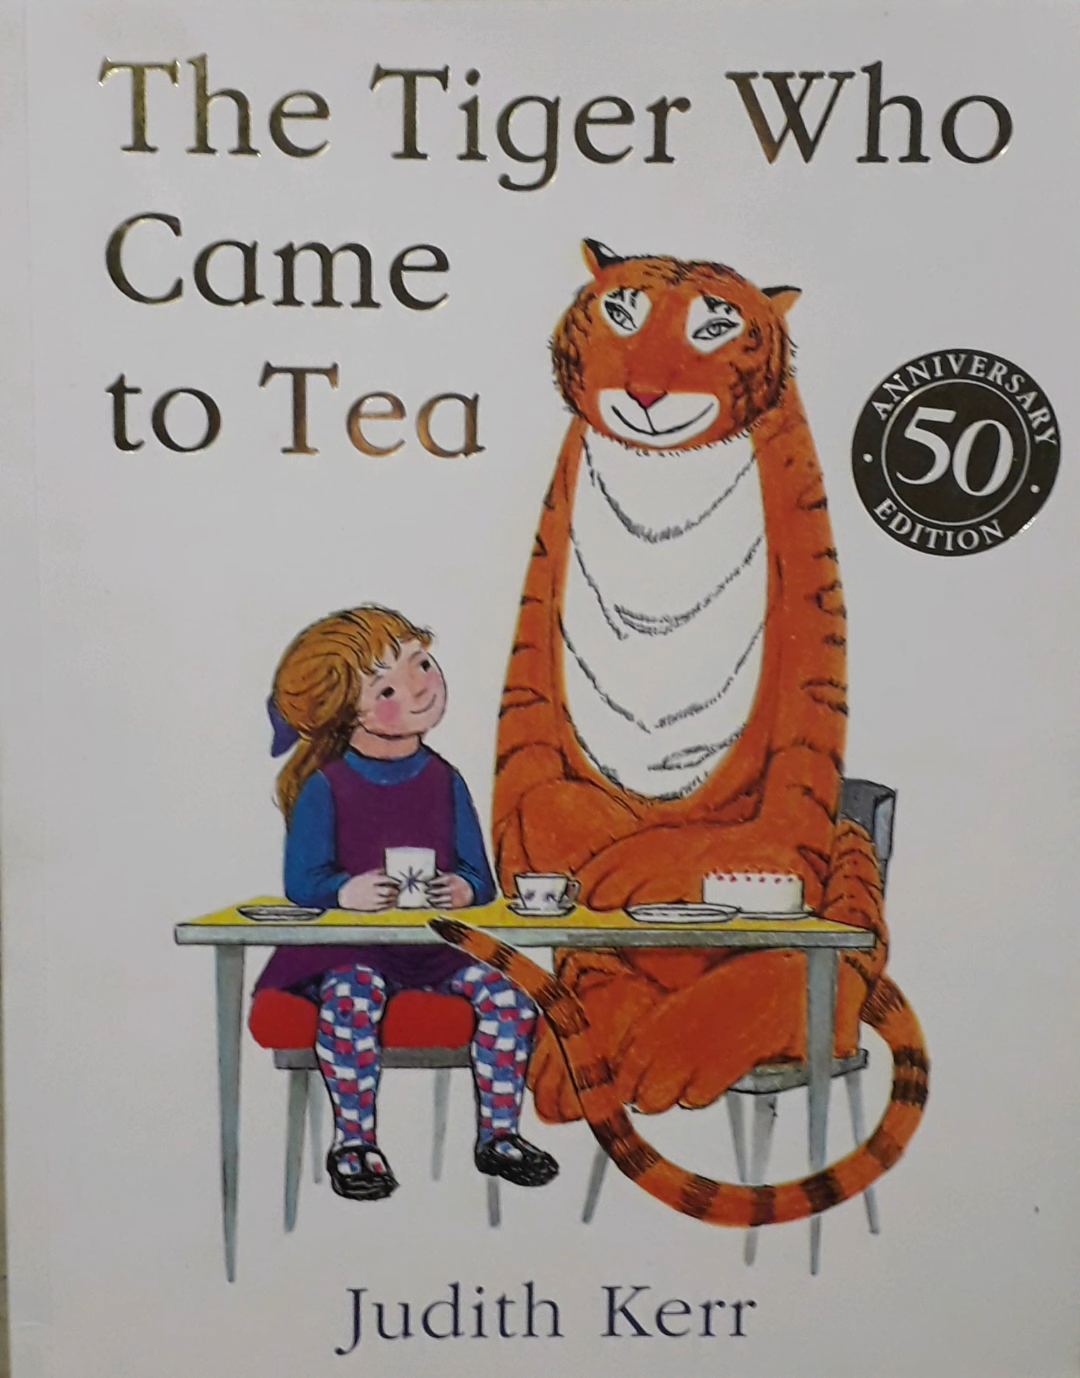 The Tiger Who
Came
to Tea
ANNIVERSARY
50
EDITION
Judith Kerr